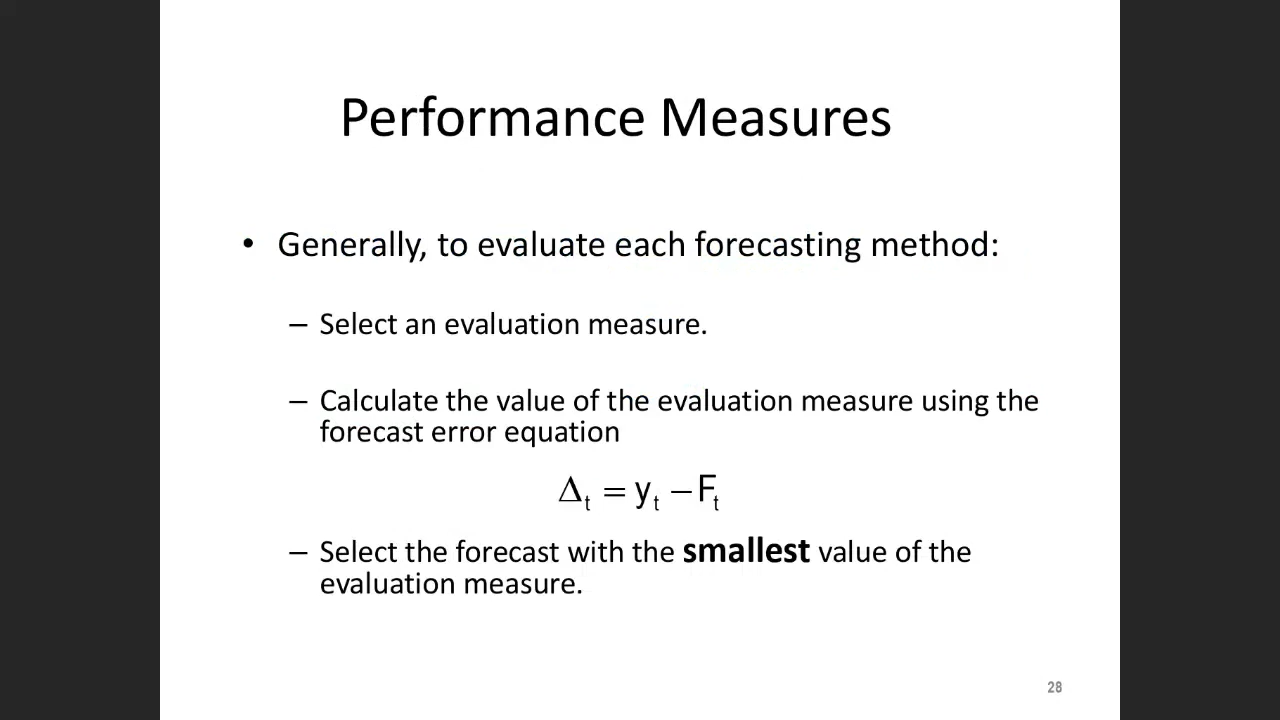 Performance Measures
• Generally, to evaluate each forecasting method:
– Select an evaluation measure.
– Calculate the value of the evaluation measure using the
forecast error equation
Δt = yt – Ft
– Select the forecast with the smallest value of the
evaluation measure.
28